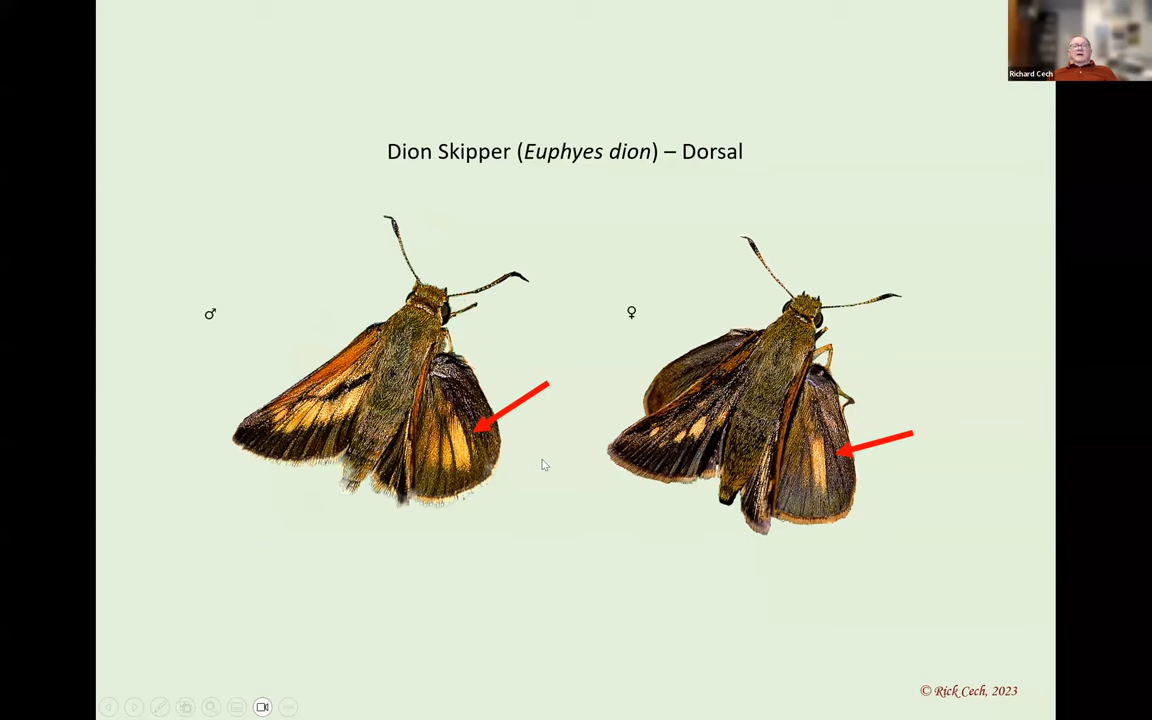 Richard Cech
Dion Skipper (Euphyes dion) – Dorsal
♂
♀
© Rick Cech, 2023